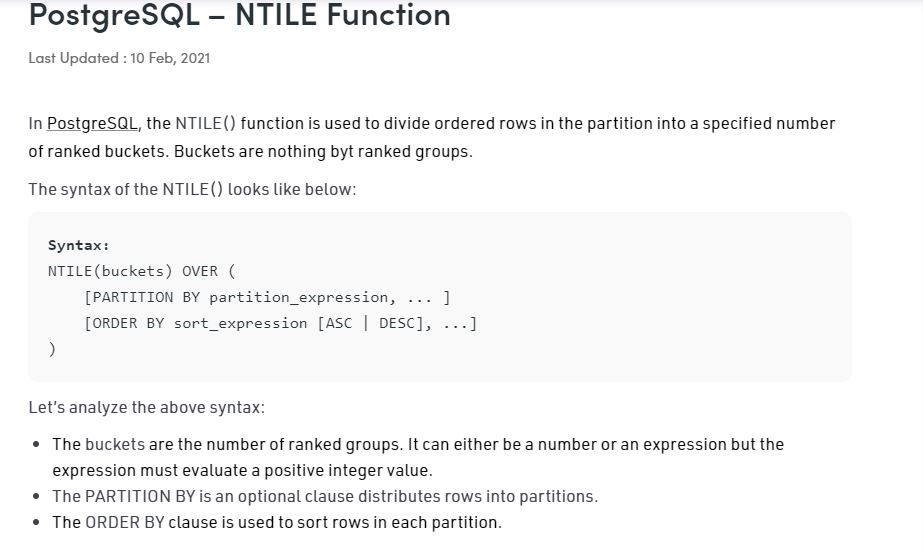 PostgreSQL – NTILE Function
Last Updated : 10 Feb, 2021
In PostgreSQL, the NTILE() function is used to divide ordered rows in the partition into a specified number
of ranked buckets. Buckets are nothing byt ranked groups.
The syntax of the NTILE() looks like below:
Syntax:
NTILE(buckets) OVER (
    [PARTITION BY partition_expression, ... ]
    [ORDER BY sort_expression [ASC | DESC], ...]
)
Let's analyze the above syntax:
• The buckets are the number of ranked groups. It can either be a number or an expression but the
expression must evaluate a positive integer value.
• The PARTITION BY is an optional clause distributes rows into partitions.
• The ORDER BY clause is used to sort rows in each partition.